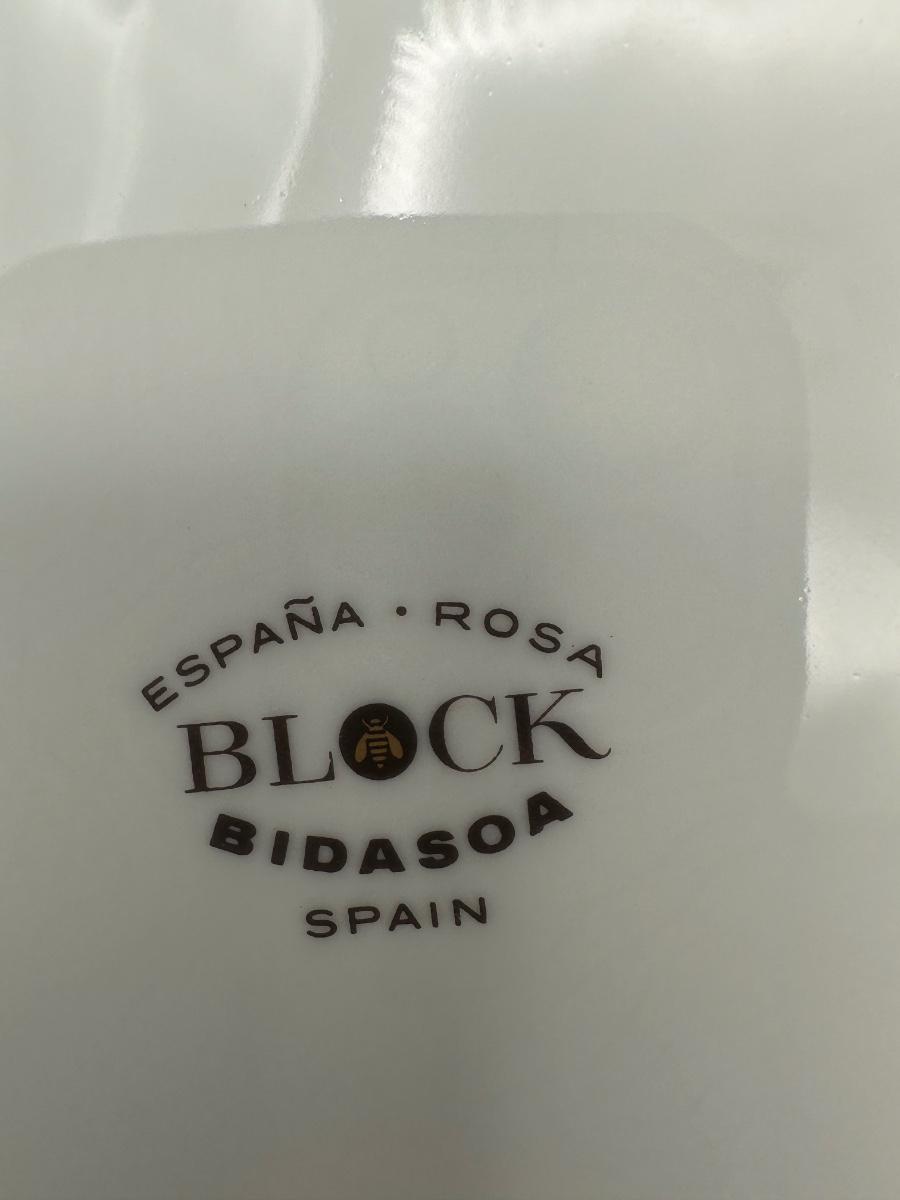 ESPAÑA · ROSA
BLOCK
BIDASOA
SPAIN